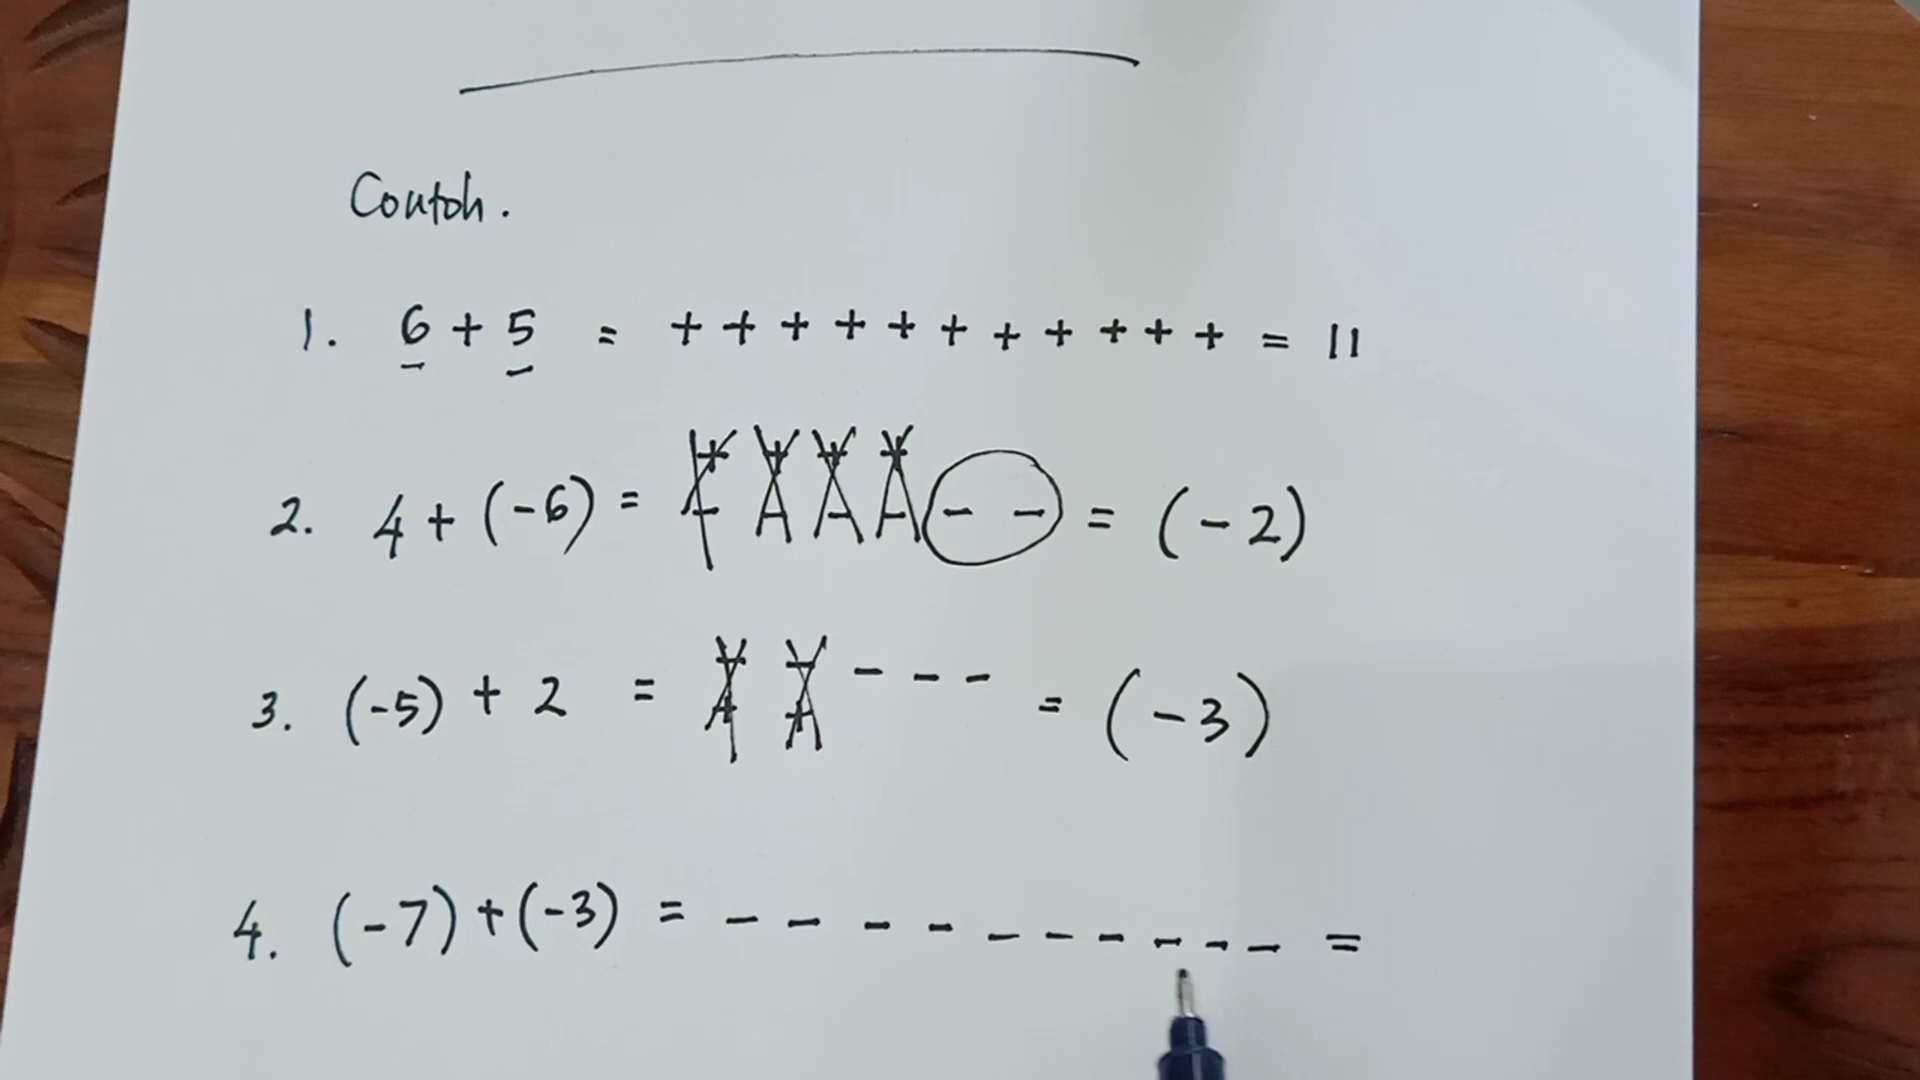 Contoh.
1. 6 + 5 = + + + + + + + + + + + = 11
2. 4 + (-6) = + + + + - - - - - - = (-2)
3. (-5) + 2 = + + - - - - - = (-3)
4. (-7) + (-3) = - - - - - - - - - - =